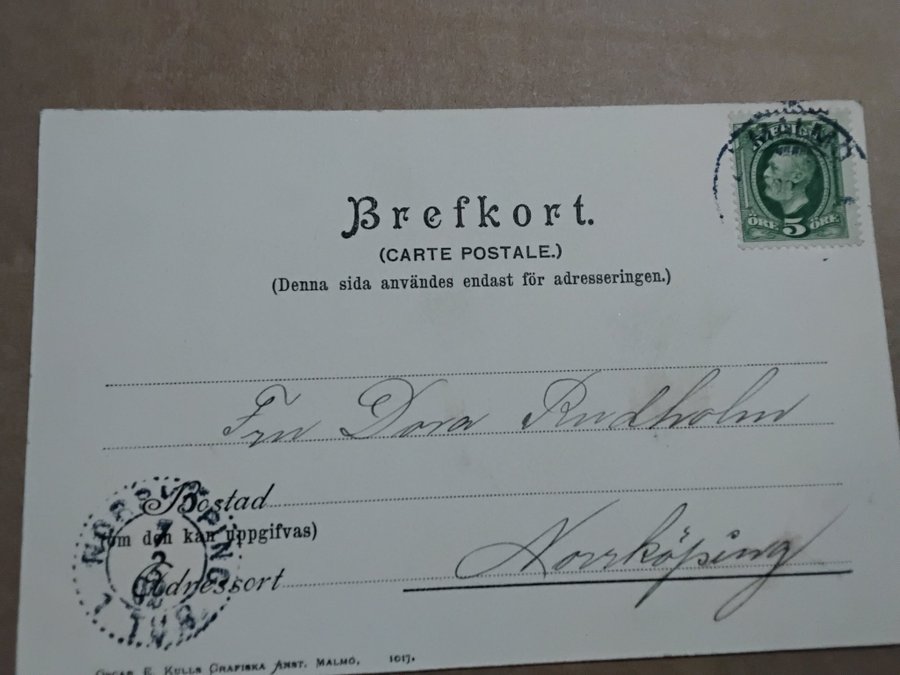 MALMÖ
ÖRE 5 ÖRE
Brefkort.
(CARTE POSTALE.)
(Denna sida användes endast för adresseringen.)
Fru Dora Rudholm
Bostad
(om den kan uppgifvas)
NORRKÖPING
Adressort
Norrköping
OSCAR E. KULLS GRAFISKA ANST. MALMÖ, 1017.